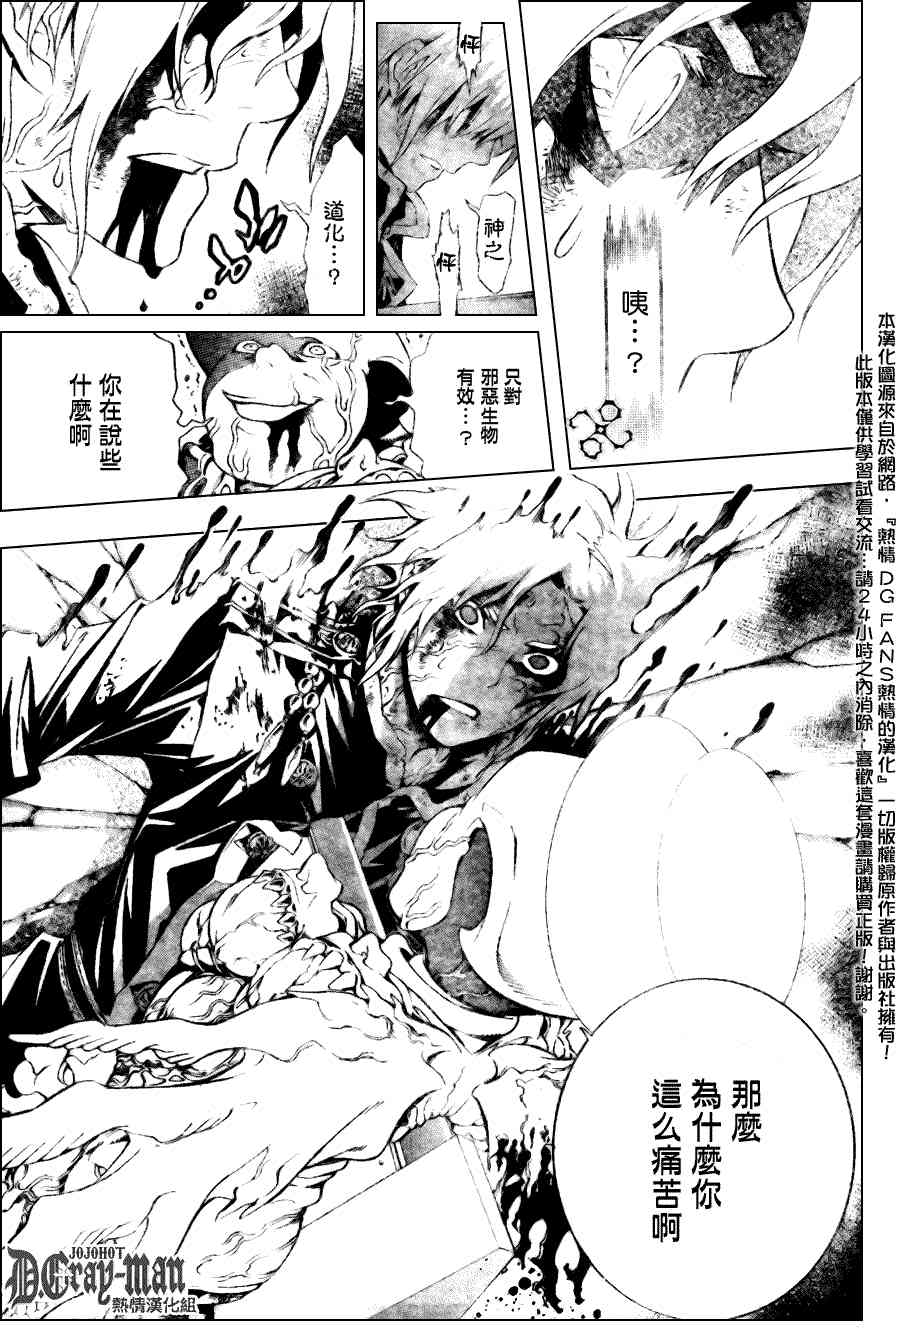 咦…？
呼
神之
呼
道化…？
只對
邪惡生物
有效…？
你在說些
什麼啊
那麼
為什麼你
這么痛苦啊
本漢化圖源來自於網路．『熱情 DG FANS熱情的漢化』一切版權歸原作者與出版社擁有！
此版本僅供學習試看交流…請24小時之內消除．喜歡這套漫畫請購買正版！謝謝。
JOJOHOT
D.Gray-man
熱情漢化組